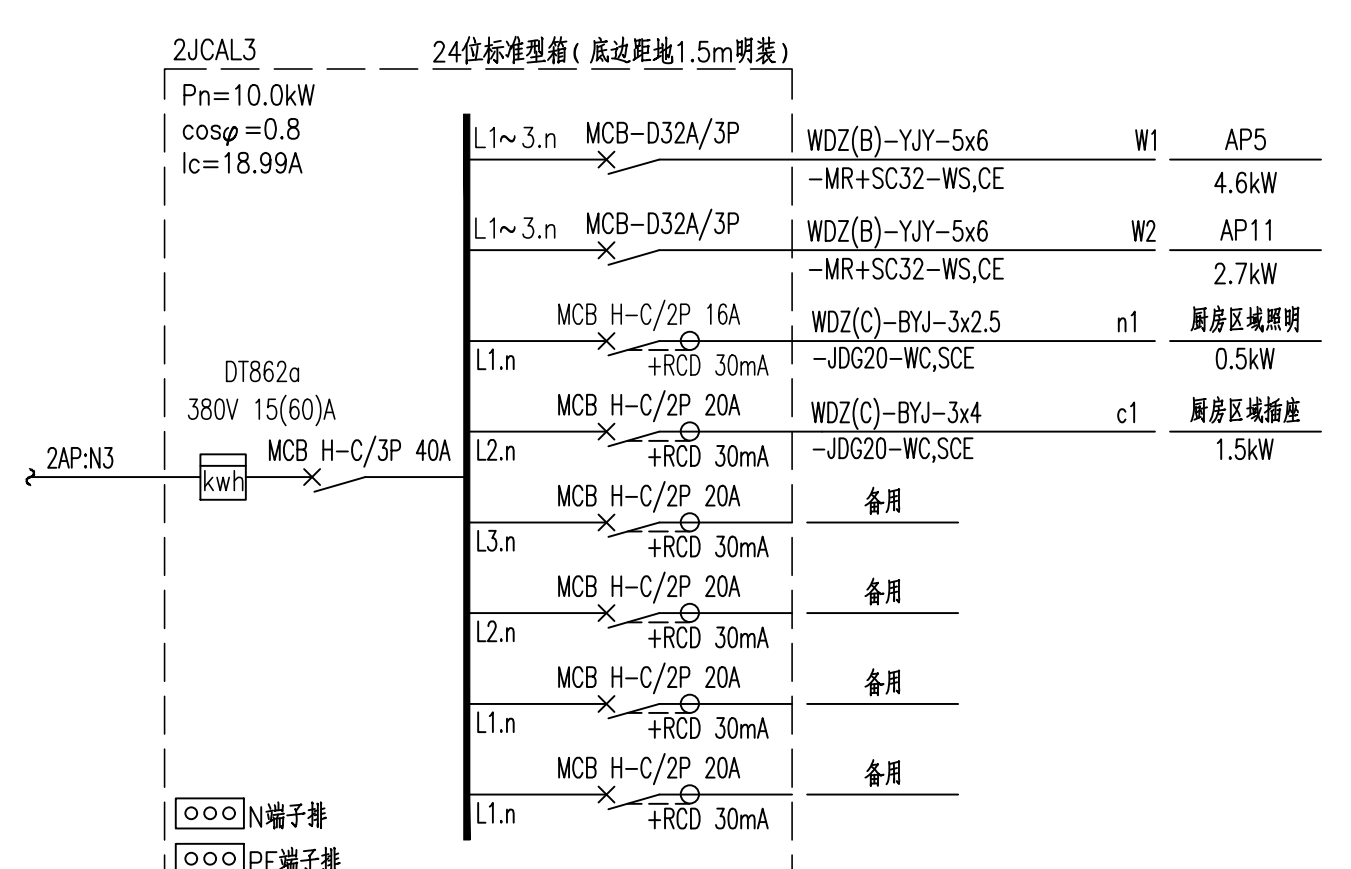 2JCAL3
24位标准型箱(底边距地1.5m明装)
Pn=10.0kW
cosφ=0.8
Ic=18.99A
L1~3.n MCB-D32A/3P WDZ(B)-YJY-5x6 W1 AP5
-MR+SC32-WS,CE 4.6kW
L1~3.n MCB-D32A/3P WDZ(B)-YJY-5x6 W2 AP11
-MR+SC32-WS,CE 2.7kW
MCB H-C/2P 16A WDZ(C)-BYJ-3x2.5 n1 厨房区域照明
L1.n +RCD 30mA -JDG20-WC,SCE 0.5kW
DT862a
380V 15(60)A
MCB H-C/2P 20A WDZ(C)-BYJ-3x4 c1 厨房区域插座
L2.n +RCD 30mA -JDG20-WC,SCE 1.5kW
2AP:N3
kwh
MCB H-C/3P 40A
MCB H-C/2P 20A 备用
L3.n +RCD 30mA
MCB H-C/2P 20A 备用
L2.n +RCD 30mA
MCB H-C/2P 20A 备用
L1.n +RCD 30mA
MCB H-C/2P 20A 备用
L1.n +RCD 30mA
N端子排
PE端子排